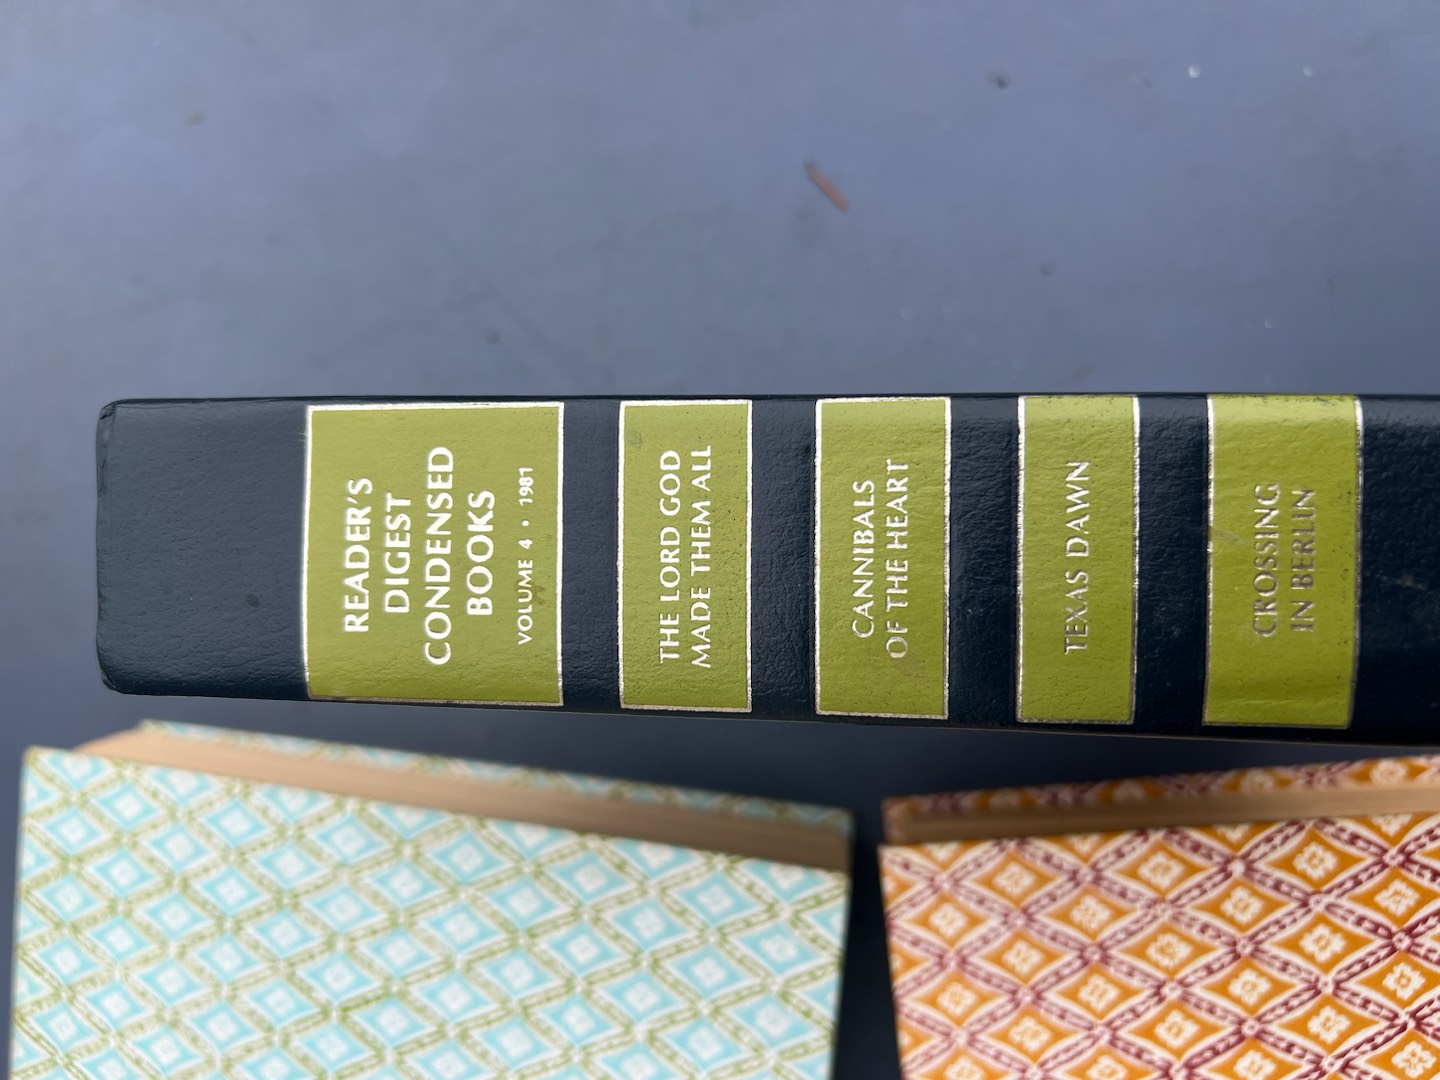 READER'S
DIGEST
CONDENSED
BOOKS
VOLUME 4 • 1981
THE LORD GOD
MADE THEM ALL
CANNIBALS
OF THE HEART
TEXAS DAWN
CROSSING
IN BERLIN